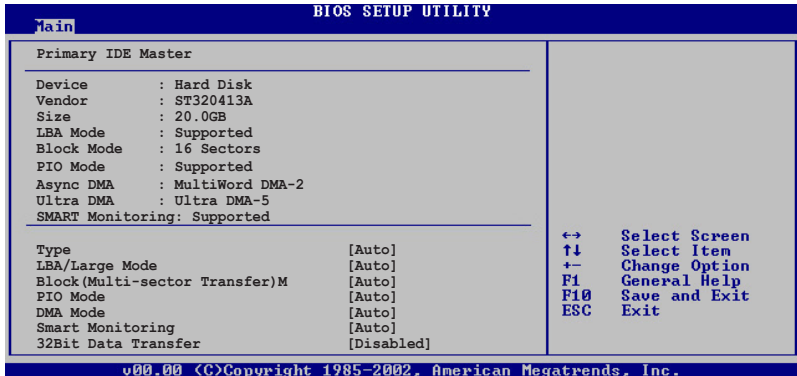 BIOS SETUP UTILITY
Main
Primary IDE Master
Device : Hard Disk
Vendor : ST320413A
Size : 20.0GB
LBA Mode : Supported
Block Mode : 16 Sectors
PIO Mode : Supported
Async DMA : MultiWord DMA-2
Ultra DMA : Ultra DMA-5
SMART Monitoring: Supported
Type [Auto]
LBA/Large Mode [Auto]
Block(Multi-sector Transfer)M [Auto]
PIO Mode [Auto]
DMA Mode [Auto]
Smart Monitoring [Auto]
32Bit Data Transfer [Disabled]
←→ Select Screen
↑↓ Select Item
+- Change Option
F1 General Help
F10 Save and Exit
ESC Exit
v00.00 (C)Copyright 1985-2002, American Megatrends, Inc.